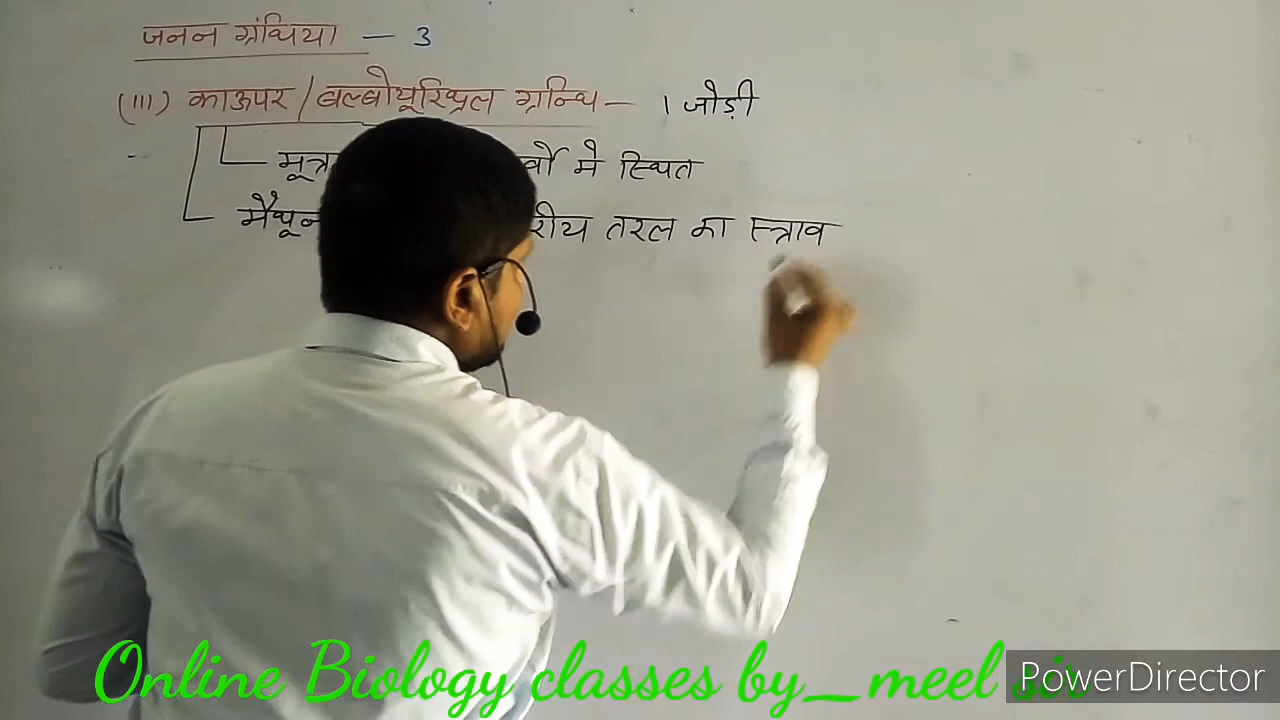 जनन ग्रंथिया — 3
(III) काऊपर / बल्बोयूरिथ्रल ग्रन्थि — 1 जोड़ी
में स्थित
तरल का स्त्राव
Online Biology classes by_meel
PowerDirector